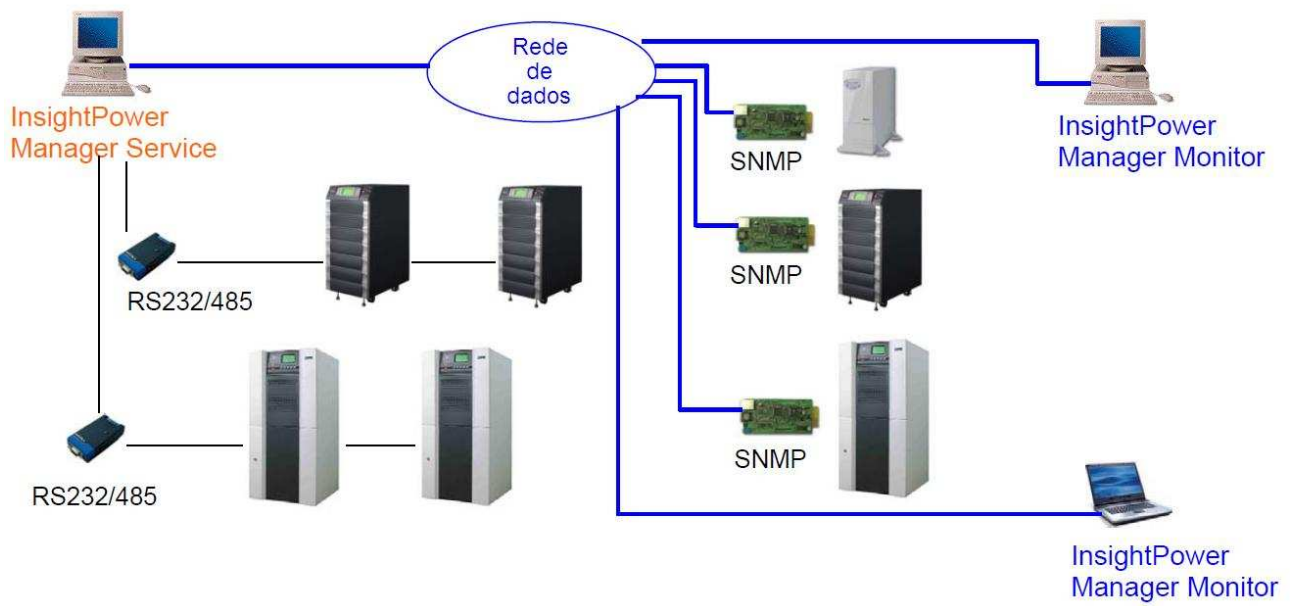 Rede
de
dados
InsightPower
Manager Service
SNMP
InsightPower
Manager Monitor
SNMP
RS232/485
SNMP
RS232/485
InsightPower
Manager Monitor